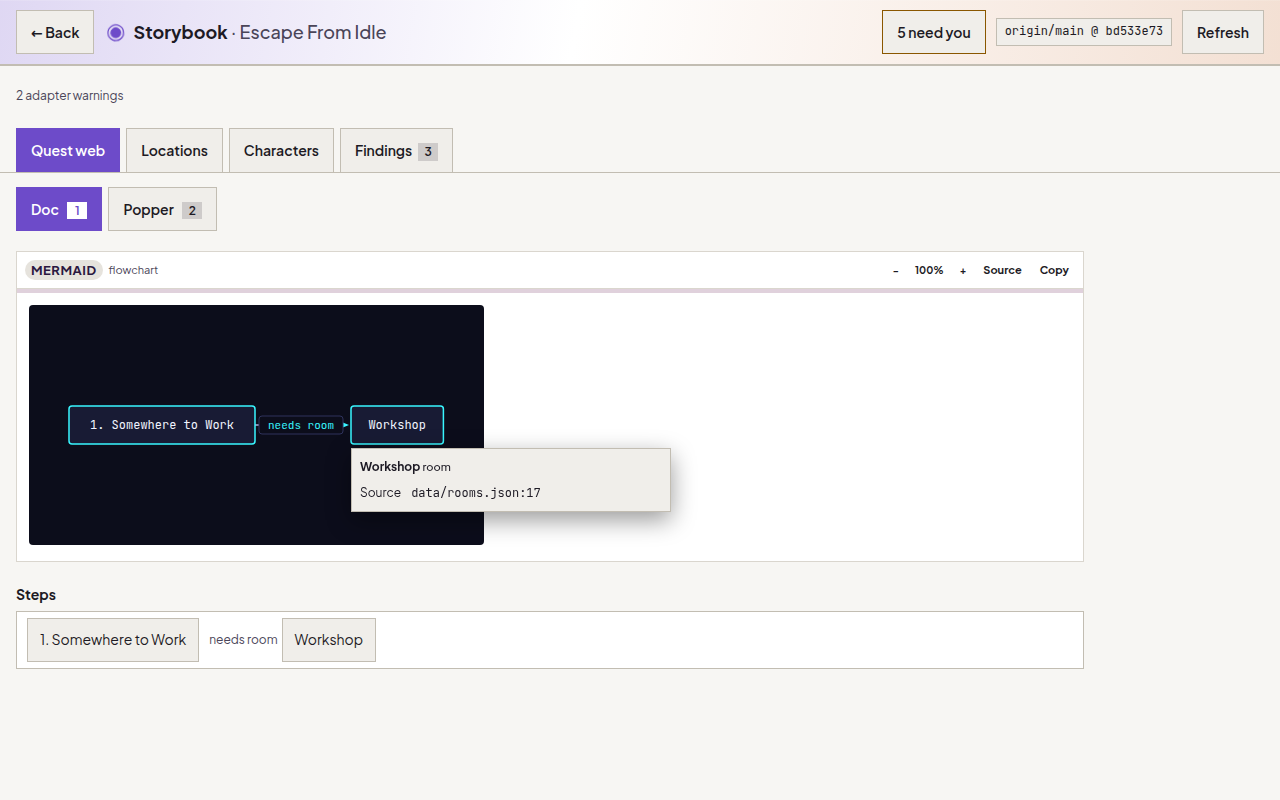 ← Back
Storybook · Escape From Idle
5 need you
origin/main @ bd533e73
Refresh
2 adapter warnings
Quest web
Locations
Characters
Findings 3
Doc 1
Popper 2
MERMAID flowchart
– 100% + Source Copy
1. Somewhere to Work
needs room
Workshop
Workshop room
Source data/rooms.json:17
Steps
1. Somewhere to Work needs room Workshop